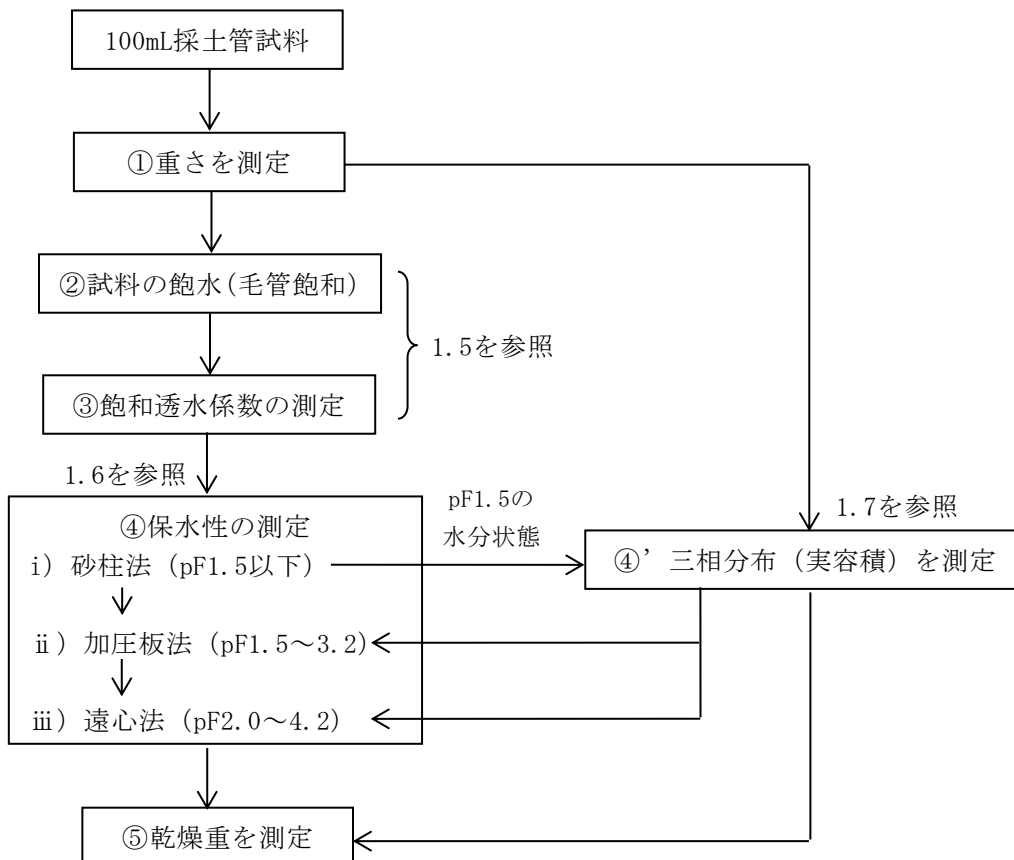 100mL採土管試料
①重さを測定
②試料の飽水(毛管飽和)
1.5を参照
③飽和透水係数の測定
1.6を参照
pF1.5の
水分状態
1.7を参照
④保水性の測定
ⅰ) 砂柱法 (pF1.5以下)
④’三相分布 (実容積) を測定
ⅱ) 加圧板法 (pF1.5～3.2)
ⅲ) 遠心法 (pF2.0～4.2)
⑤乾燥重を測定